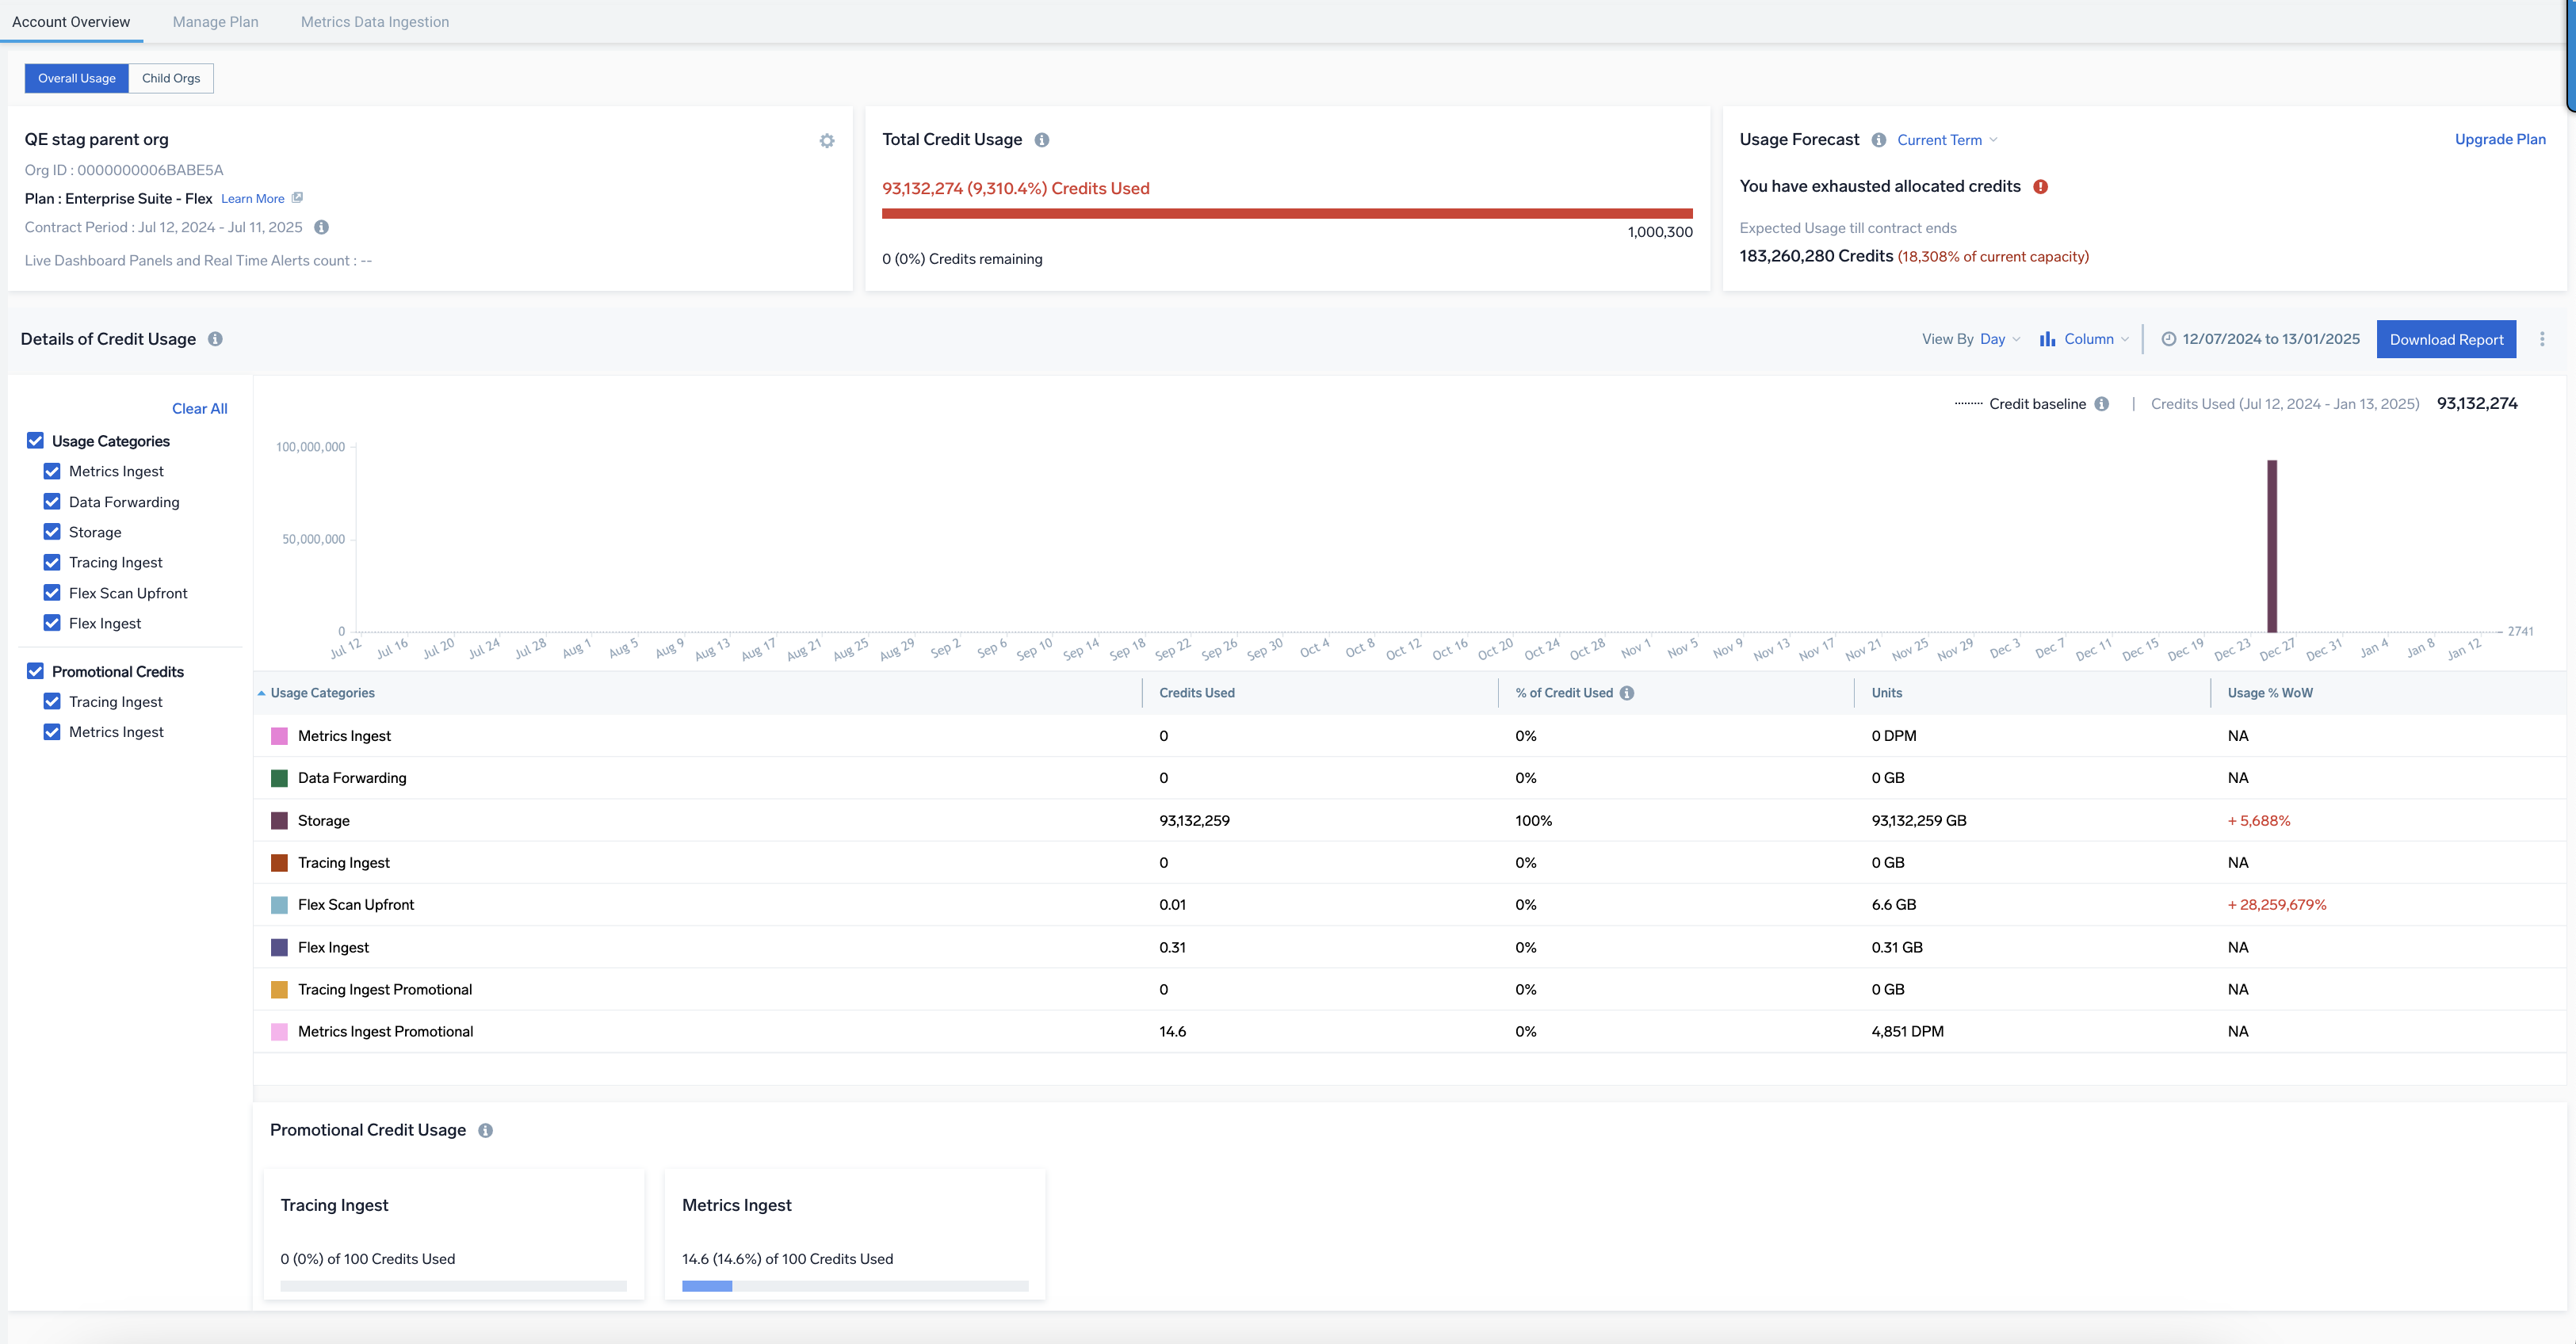 Account Overview Manage Plan Metrics Data Ingestion
Overall Usage Child Orgs
QE stag parent org
Org ID : 0000000006BABE5A
Plan : Enterprise Suite - Flex Learn More
Contract Period : Jul 12, 2024 - Jul 11, 2025
Live Dashboard Panels and Real Time Alerts count : --
Total Credit Usage
93,132,274 (9,310.4%) Credits Used
1,000,300
0 (0%) Credits remaining
Usage Forecast Current Term Upgrade Plan
You have exhausted allocated credits
Expected Usage till contract ends
183,260,280 Credits (18,308% of current capacity)
Details of Credit Usage View By Day Column 12/07/2024 to 13/01/2025 Download Report
Clear All
Usage Categories
Metrics Ingest
Data Forwarding
Storage
Tracing Ingest
Flex Scan Upfront
Flex Ingest
Promotional Credits
Tracing Ingest
Metrics Ingest
Credit baseline | Credits Used (Jul 12, 2024 - Jan 13, 2025) 93,132,274
100,000,000
50,000,000
0
2741
Jul 12 Jul 16 Jul 20 Jul 24 Jul 28 Aug 1 Aug 5 Aug 9 Aug 13 Aug 17 Aug 21 Aug 25 Aug 29 Sep 2 Sep 6 Sep 10 Sep 14 Sep 18 Sep 22 Sep 26 Sep 30 Oct 4 Oct 8 Oct 12 Oct 16 Oct 20 Oct 24 Oct 28 Nov 1 Nov 5 Nov 9 Nov 13 Nov 17 Nov 21 Nov 25 Nov 29 Dec 3 Dec 7 Dec 11 Dec 15 Dec 19 Dec 23 Dec 27 Dec 31 Jan 4 Jan 8 Jan 12
Usage Categories Credits Used % of Credit Used Units Usage % WoW
Metrics Ingest 0 0% 0 DPM NA
Data Forwarding 0 0% 0 GB NA
Storage 93,132,259 100% 93,132,259 GB + 5,688%
Tracing Ingest 0 0% 0 GB NA
Flex Scan Upfront 0.01 0% 6.6 GB + 28,259,679%
Flex Ingest 0.31 0% 0.31 GB NA
Tracing Ingest Promotional 0 0% 0 GB NA
Metrics Ingest Promotional 14.6 0% 4,851 DPM NA
Promotional Credit Usage
Tracing Ingest
0 (0%) of 100 Credits Used
Metrics Ingest
14.6 (14.6%) of 100 Credits Used